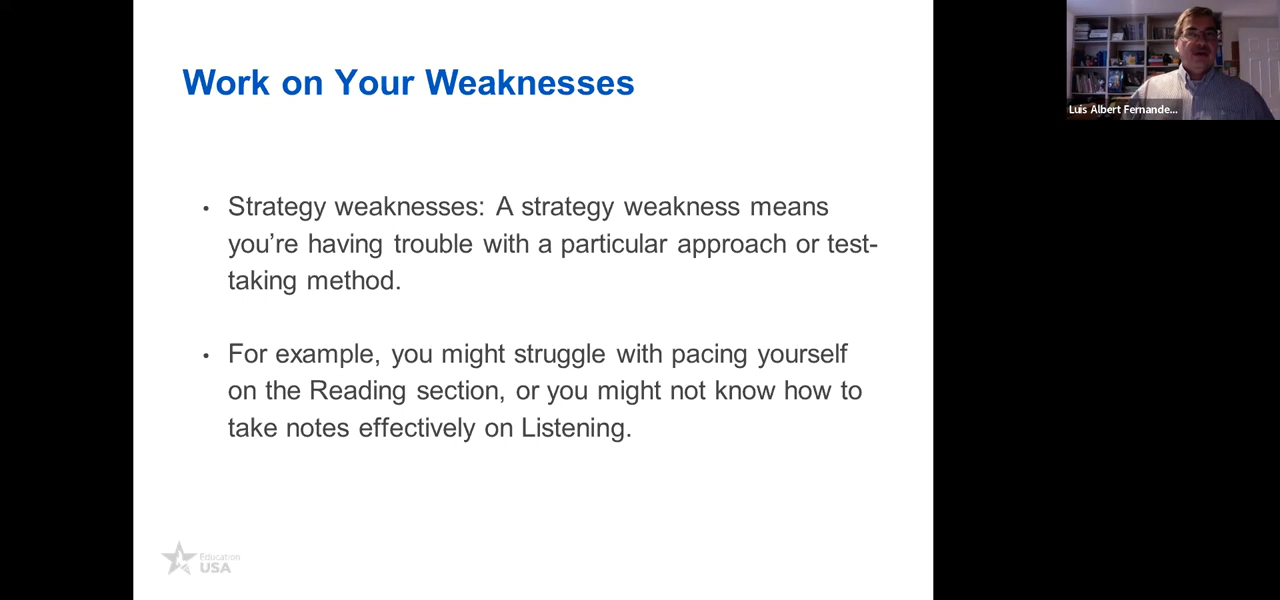 Work on Your Weaknesses
• Strategy weaknesses: A strategy weakness means
you’re having trouble with a particular approach or test-
taking method.
• For example, you might struggle with pacing yourself
on the Reading section, or you might not know how to
take notes effectively on Listening.
Education
USA
Luis Albert Fernande...